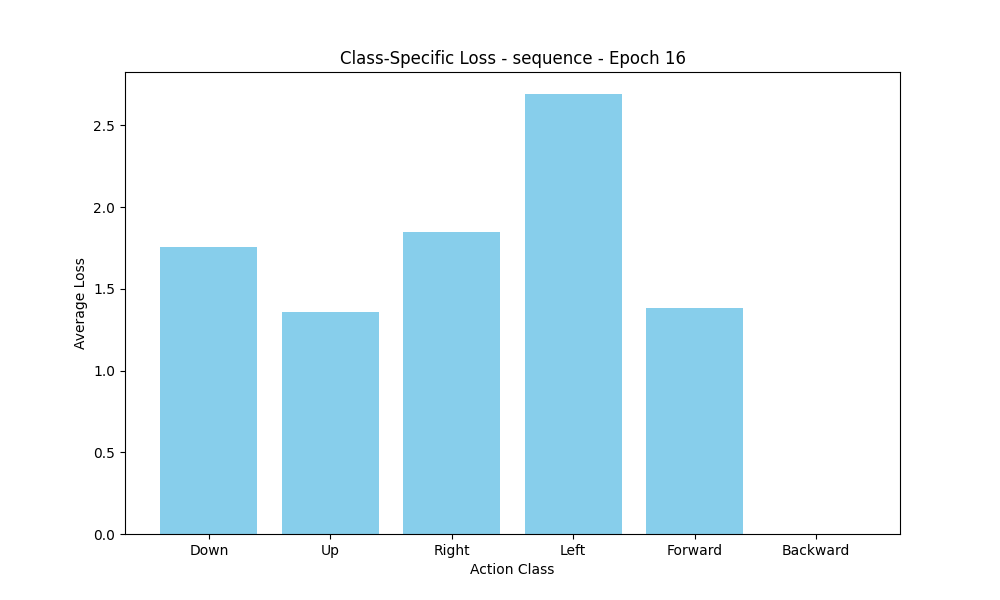 Class-Specific Loss - sequence - Epoch 16
Average Loss
2.5
2.0
1.5
1.0
0.5
0.0
Down Up Right Left Forward Backward
Action Class